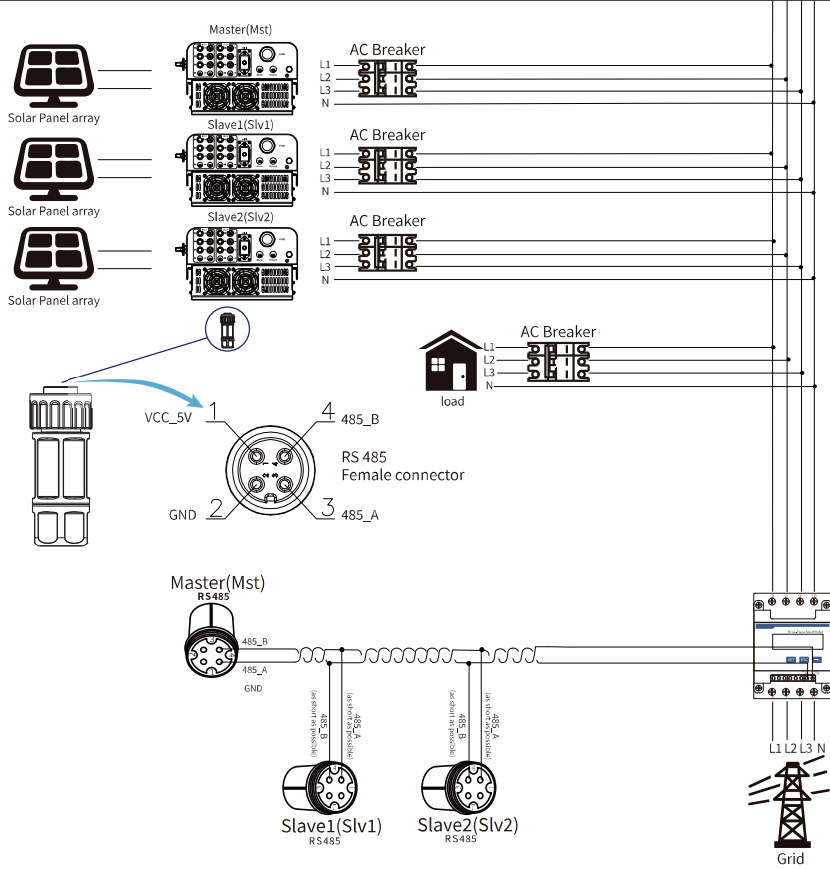 Master(Mst)
AC Breaker
L1
L2
L3
N
Solar Panel array
Slave1(Slv1)
AC Breaker
L1
L2
L3
N
Solar Panel array
Slave2(Slv2)
AC Breaker
L1
L2
L3
N
Solar Panel array
AC Breaker
L1
L2
L3
N
load
VCC_5V 1
4 485_B
RS 485
Female connector
GND 2
3 485_A
Master(Mst)
RS485
485_B
485_A
GND
485_B
(as short as possible)
485_A
(as short as possible)
485_B
(as short as possible)
485_A
(as short as possible)
Slave1(Slv1)
RS485
Slave2(Slv2)
RS485
L1 L2 L3 N
Grid